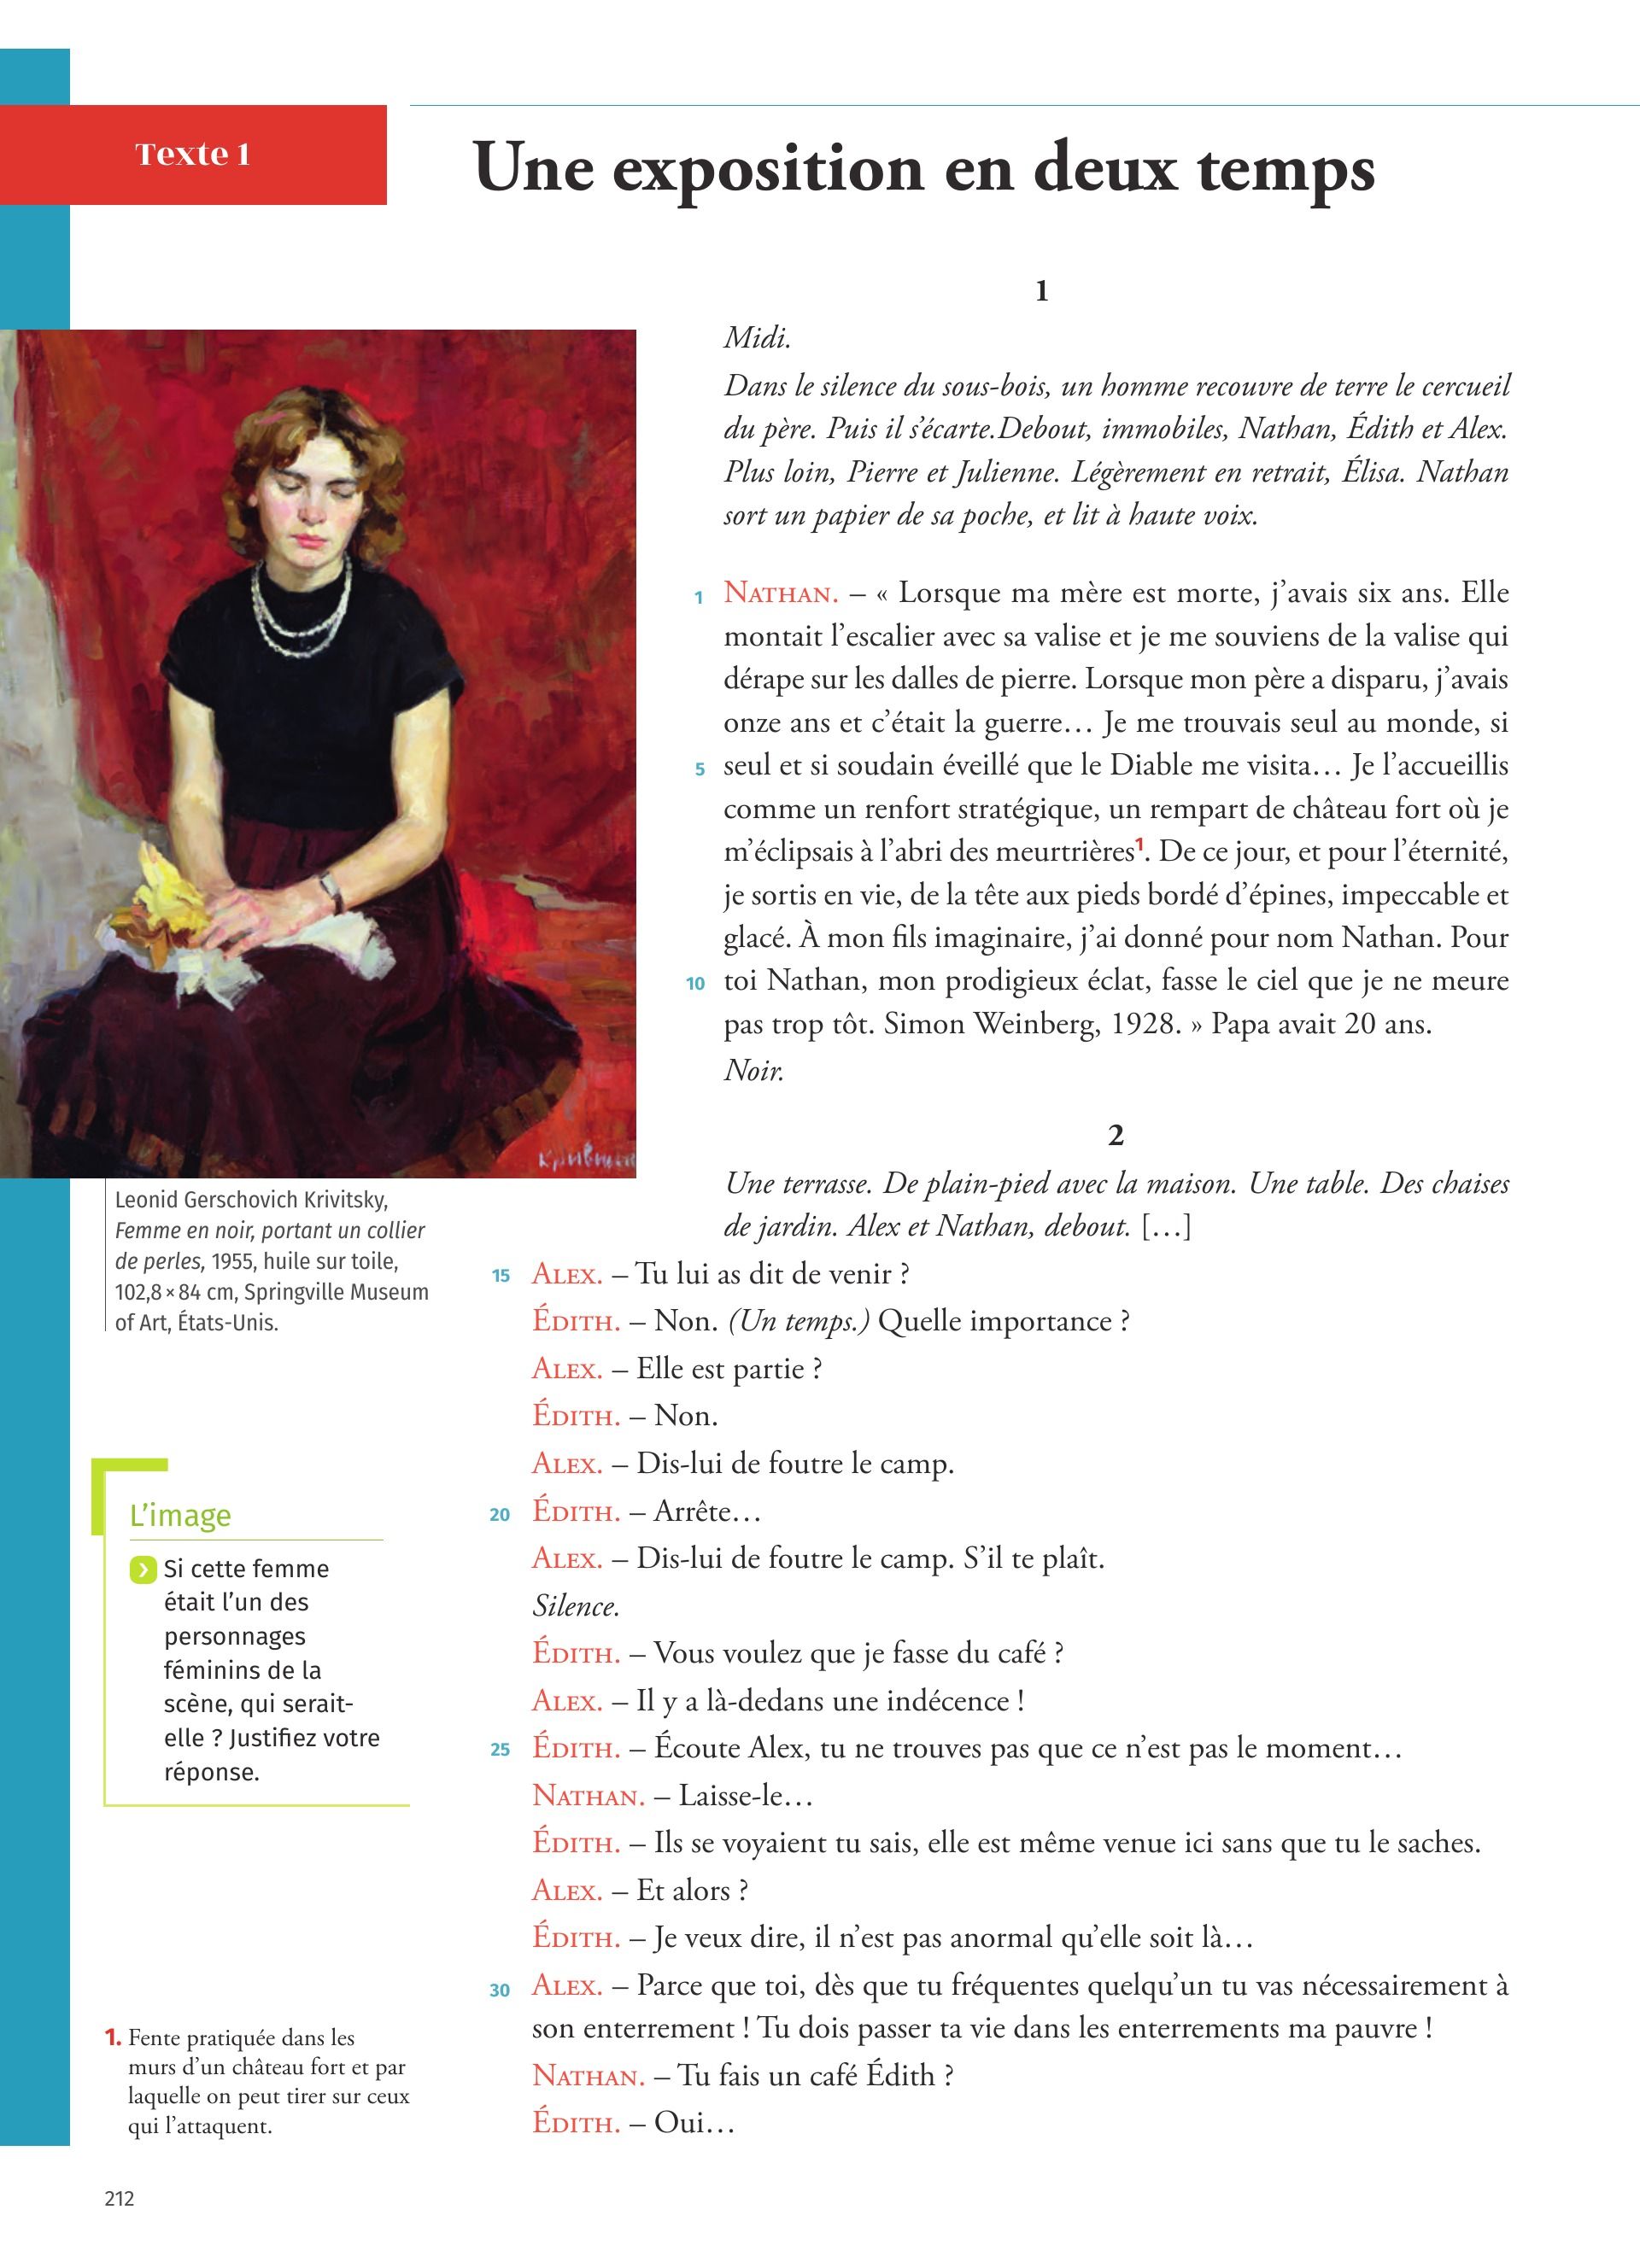 Texte 1
Une exposition en deux temps
1
Midi.
Dans le silence du sous-bois, un homme recouvre de terre le cercueil
du père. Puis il s’écarte.Debout, immobiles, Nathan, Édith et Alex.
Plus loin, Pierre et Julienne. Légèrement en retrait, Élisa. Nathan
sort un papier de sa poche, et lit à haute voix.
1 NATHAN. – « Lorsque ma mère est morte, j’avais six ans. Elle
montait l’escalier avec sa valise et je me souviens de la valise qui
dérape sur les dalles de pierre. Lorsque mon père a disparu, j’avais
onze ans et c’était la guerre… Je me trouvais seul au monde, si
5 seul et si soudain éveillé que le Diable me visita… Je l’accueillis
comme un renfort stratégique, un rempart de château fort où je
m’éclipsais à l’abri des meurtrières¹. De ce jour, et pour l’éternité,
je sortis en vie, de la tête aux pieds bordé d’épines, impeccable et
glacé. À mon fils imaginaire, j’ai donné pour nom Nathan. Pour
10 toi Nathan, mon prodigieux éclat, fasse le ciel que je ne meure
pas trop tôt. Simon Weinberg, 1928. » Papa avait 20 ans.
Noir.
2
Une terrasse. De plain-pied avec la maison. Une table. Des chaises
de jardin. Alex et Nathan, debout. […]
15 ALEX. – Tu lui as dit de venir ?
ÉDITH. – Non. (Un temps.) Quelle importance ?
ALEX. – Elle est partie ?
ÉDITH. – Non.
ALEX. – Dis-lui de foutre le camp.
20 ÉDITH. – Arrête…
ALEX. – Dis-lui de foutre le camp. S’il te plaît.
Silence.
ÉDITH. – Vous voulez que je fasse du café ?
ALEX. – Il y a là-dedans une indécence !
25 ÉDITH. – Écoute Alex, tu ne trouves pas que ce n’est pas le moment…
NATHAN. – Laisse-le…
ÉDITH. – Ils se voyaient tu sais, elle est même venue ici sans que tu le saches.
ALEX. – Et alors ?
ÉDITH. – Je veux dire, il n’est pas anormal qu’elle soit là…
30 ALEX. – Parce que toi, dès que tu fréquentes quelqu’un tu vas nécessairement à
son enterrement ! Tu dois passer ta vie dans les enterrements ma pauvre !
NATHAN. – Tu fais un café Édith ?
ÉDITH. – Oui…
Leonid Gerschovich Krivitsky,
Femme en noir, portant un collier
de perles, 1955, huile sur toile,
102,8 × 84 cm, Springville Museum
of Art, États-Unis.
L’image
Si cette femme
était l’un des
personnages
féminins de la
scène, qui serait-
elle ? Justifiez votre
réponse.
1. Fente pratiquée dans les
murs d’un château fort et par
laquelle on peut tirer sur ceux
qui l’attaquent.
212